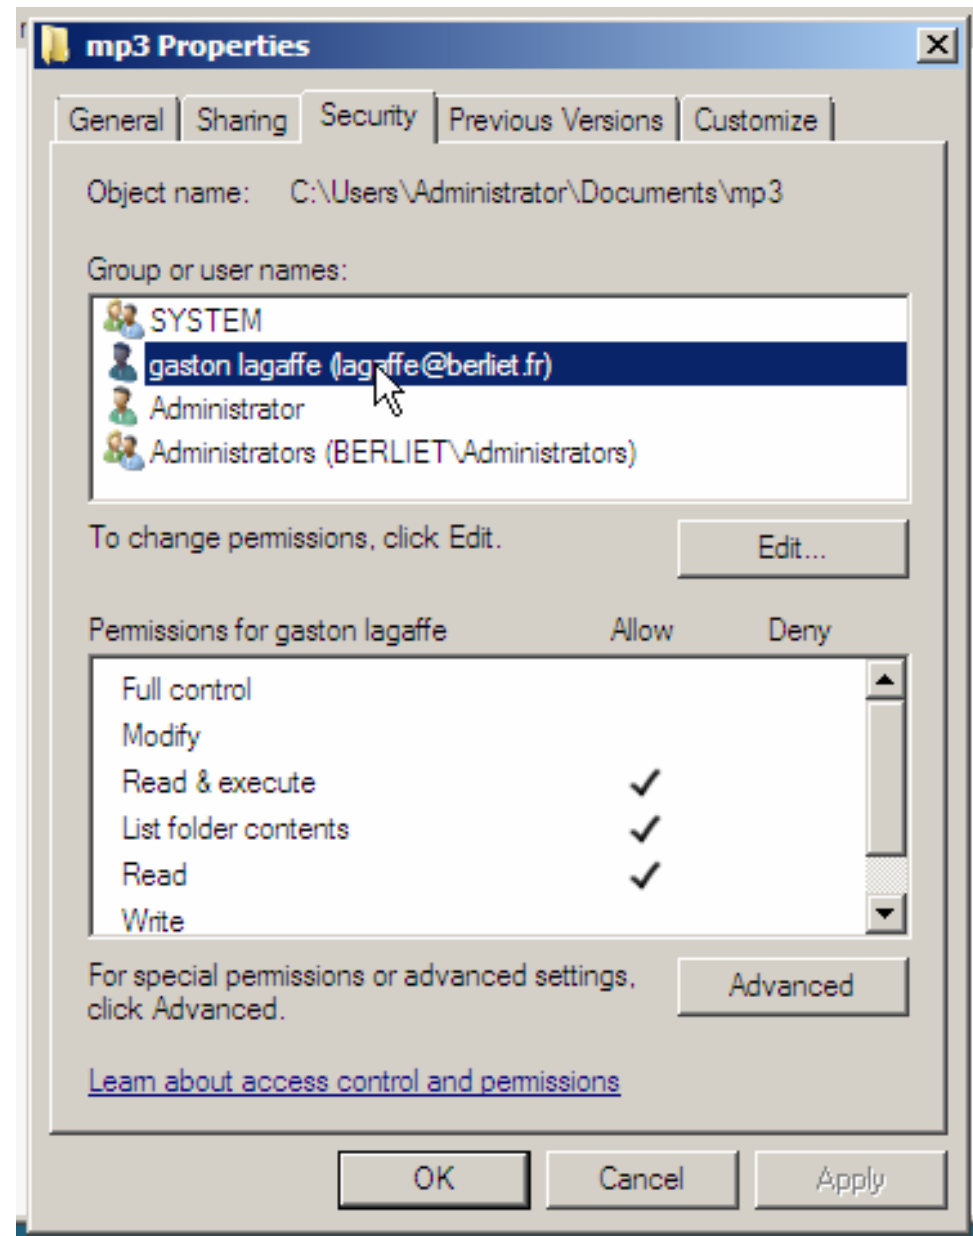 mp3 Properties
General Sharing Security Previous Versions Customize
Object name: C:\Users\Administrator\Documents\mp3
Group or user names:
SYSTEM
gaston lagaffe (lagaffe@berliet.fr)
Administrator
Administrators (BERLIET\Administrators)
To change permissions, click Edit.
Edit...
Permissions for gaston lagaffe Allow Deny
Full control
Modify
Read & execute
List folder contents
Read
Write
For special permissions or advanced settings,
click Advanced.
Advanced
Learn about access control and permissions
OK Cancel Apply